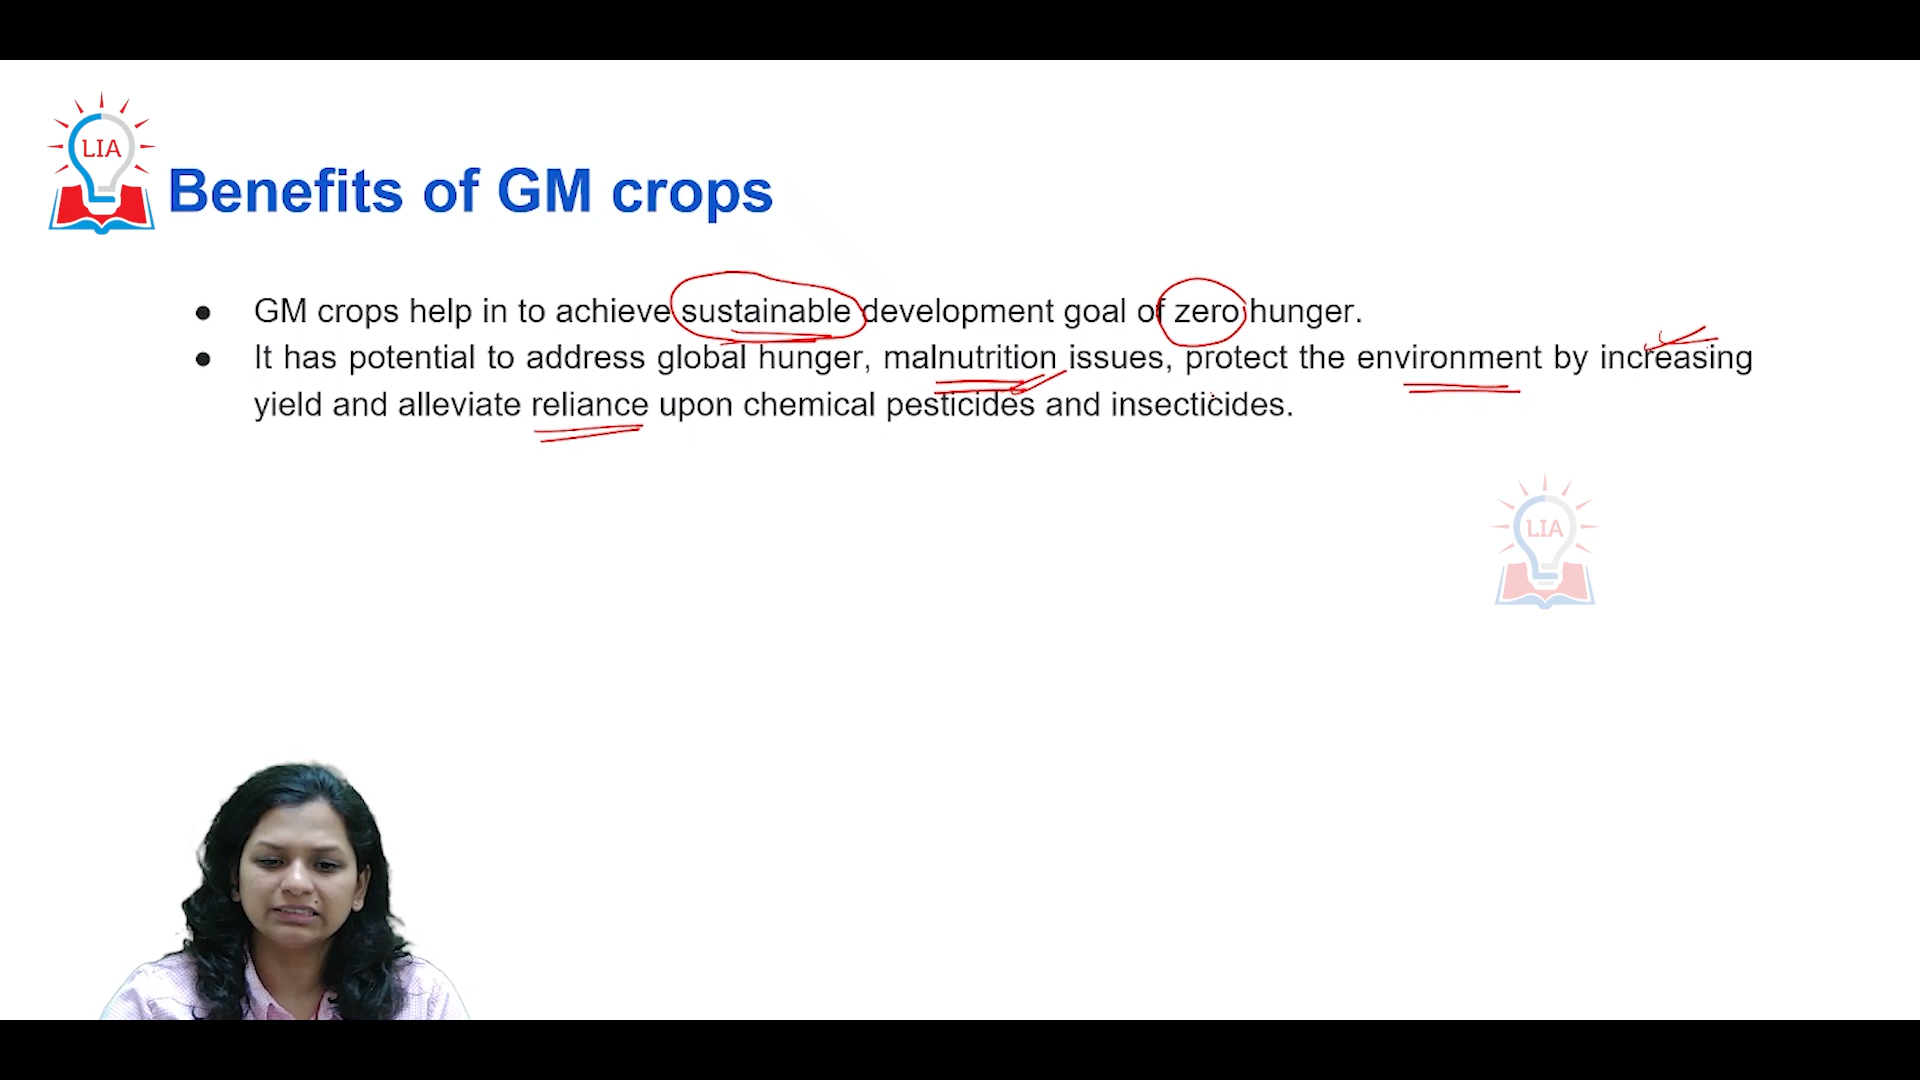 LIA
Benefits of GM crops
● GM crops help in to achieve sustainable development goal of zero hunger.
● It has potential to address global hunger, malnutrition issues, protect the environment by increasing
yield and alleviate reliance upon chemical pesticides and insecticides.
LIA